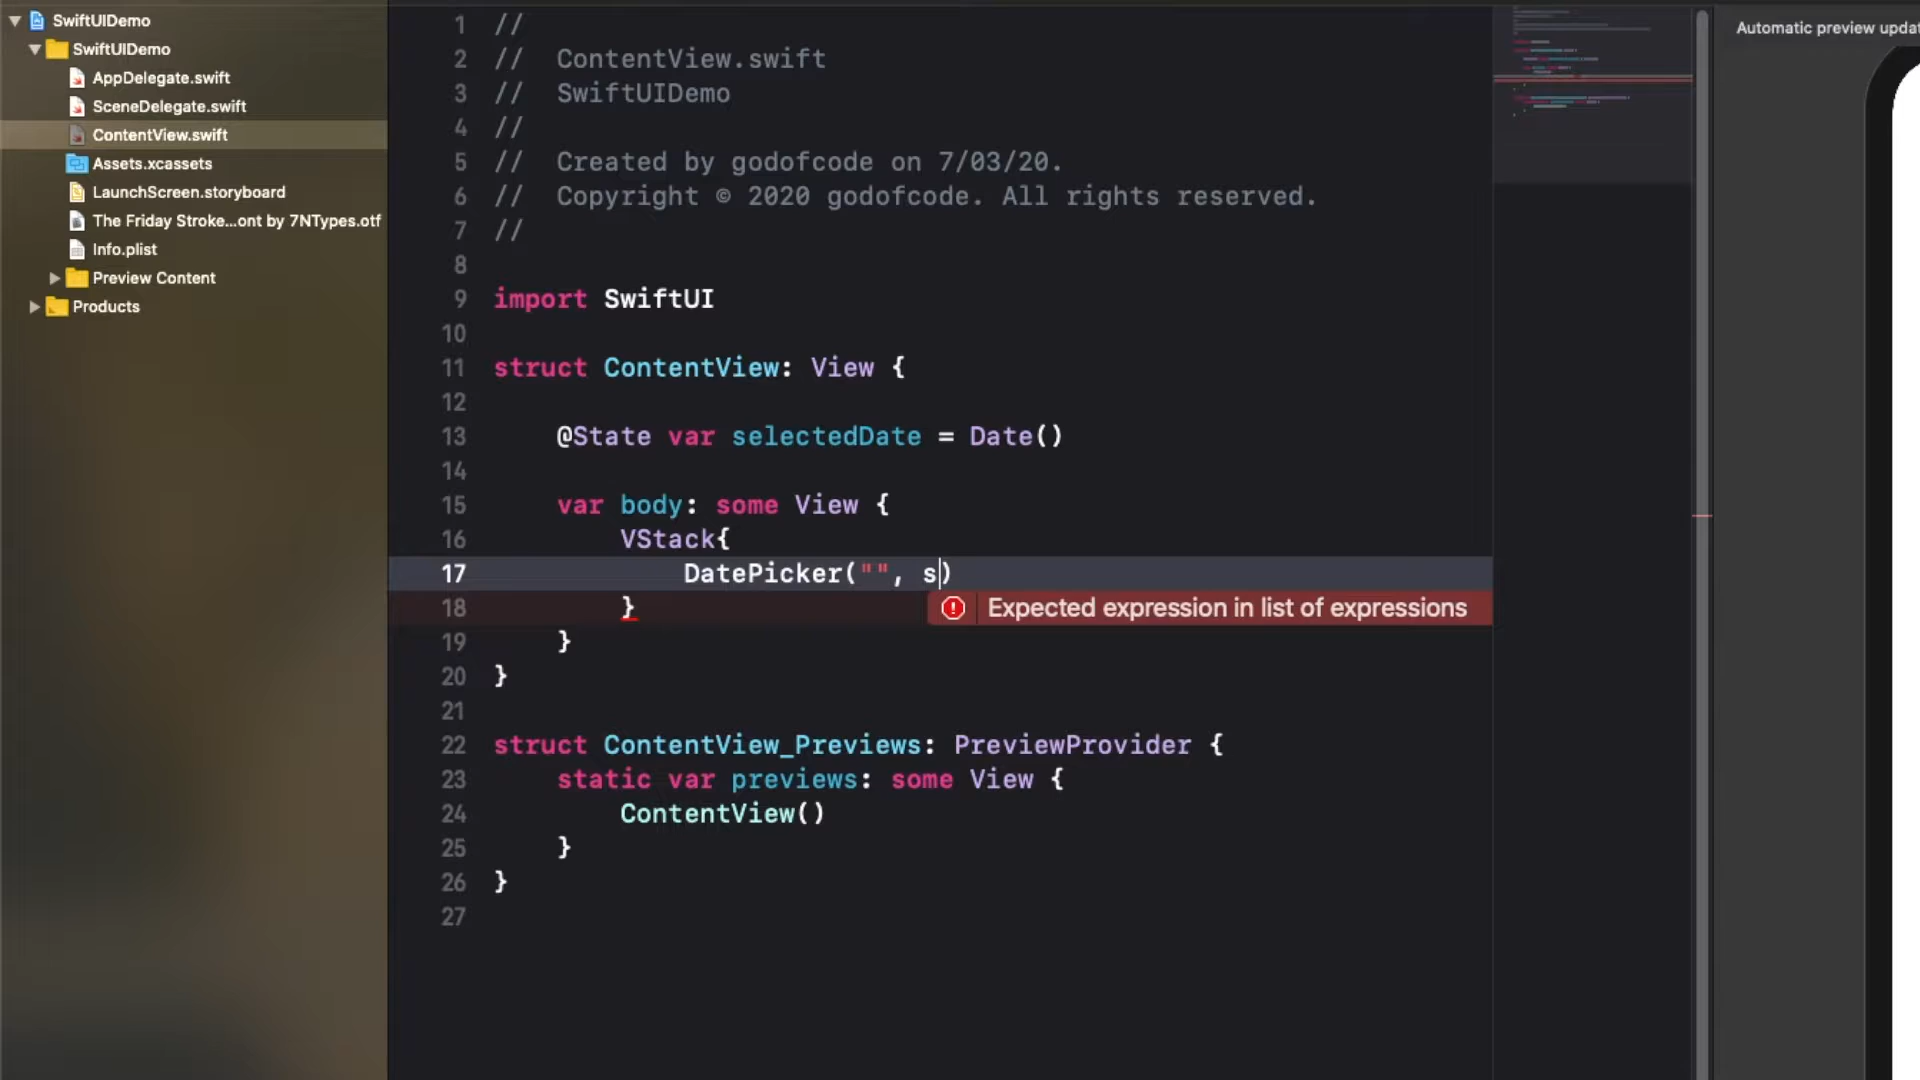 SwiftUIDemo
SwiftUIDemo
AppDelegate.swift
SceneDelegate.swift
ContentView.swift
Assets.xcassets
LaunchScreen.storyboard
The Friday Stroke...ont by 7NTypes.otf
Info.plist
Preview Content
Products
1 //
2 //  ContentView.swift
3 //  SwiftUIDemo
4 //
5 //  Created by godofcode on 7/03/20.
6 //  Copyright © 2020 godofcode. All rights reserved.
7 //
8
9 import SwiftUI
10
11 struct ContentView: View {
12
13     @State var selectedDate = Date()
14
15     var body: some View {
16         VStack{
17             DatePicker("", s)
18         }
Expected expression in list of expressions
19     }
20 }
21
22 struct ContentView_Previews: PreviewProvider {
23     static var previews: some View {
24         ContentView()
25     }
26 }
27
Automatic preview updat